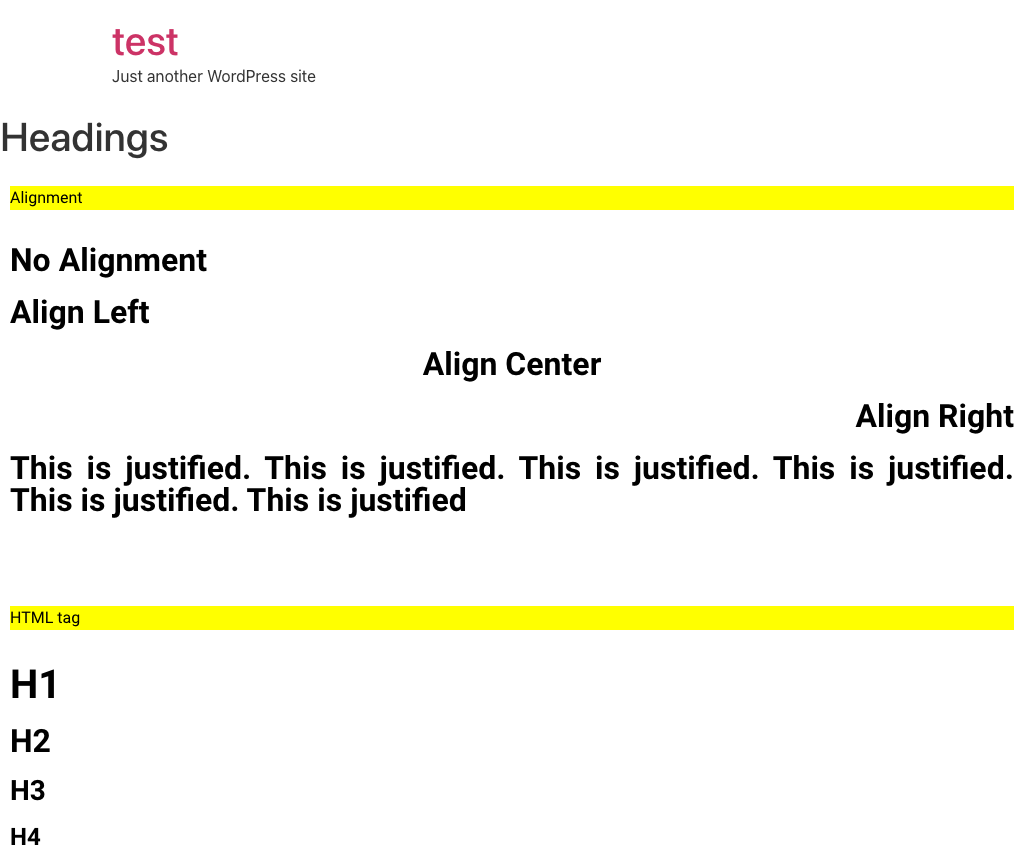 test
Just another WordPress site
Headings
Alignment
No Alignment
Align Left
Align Center
Align Right
This is justified. This is justified. This is justified. This is justified.
This is justified. This is justified
HTML tag
H1
H2
H3
H4